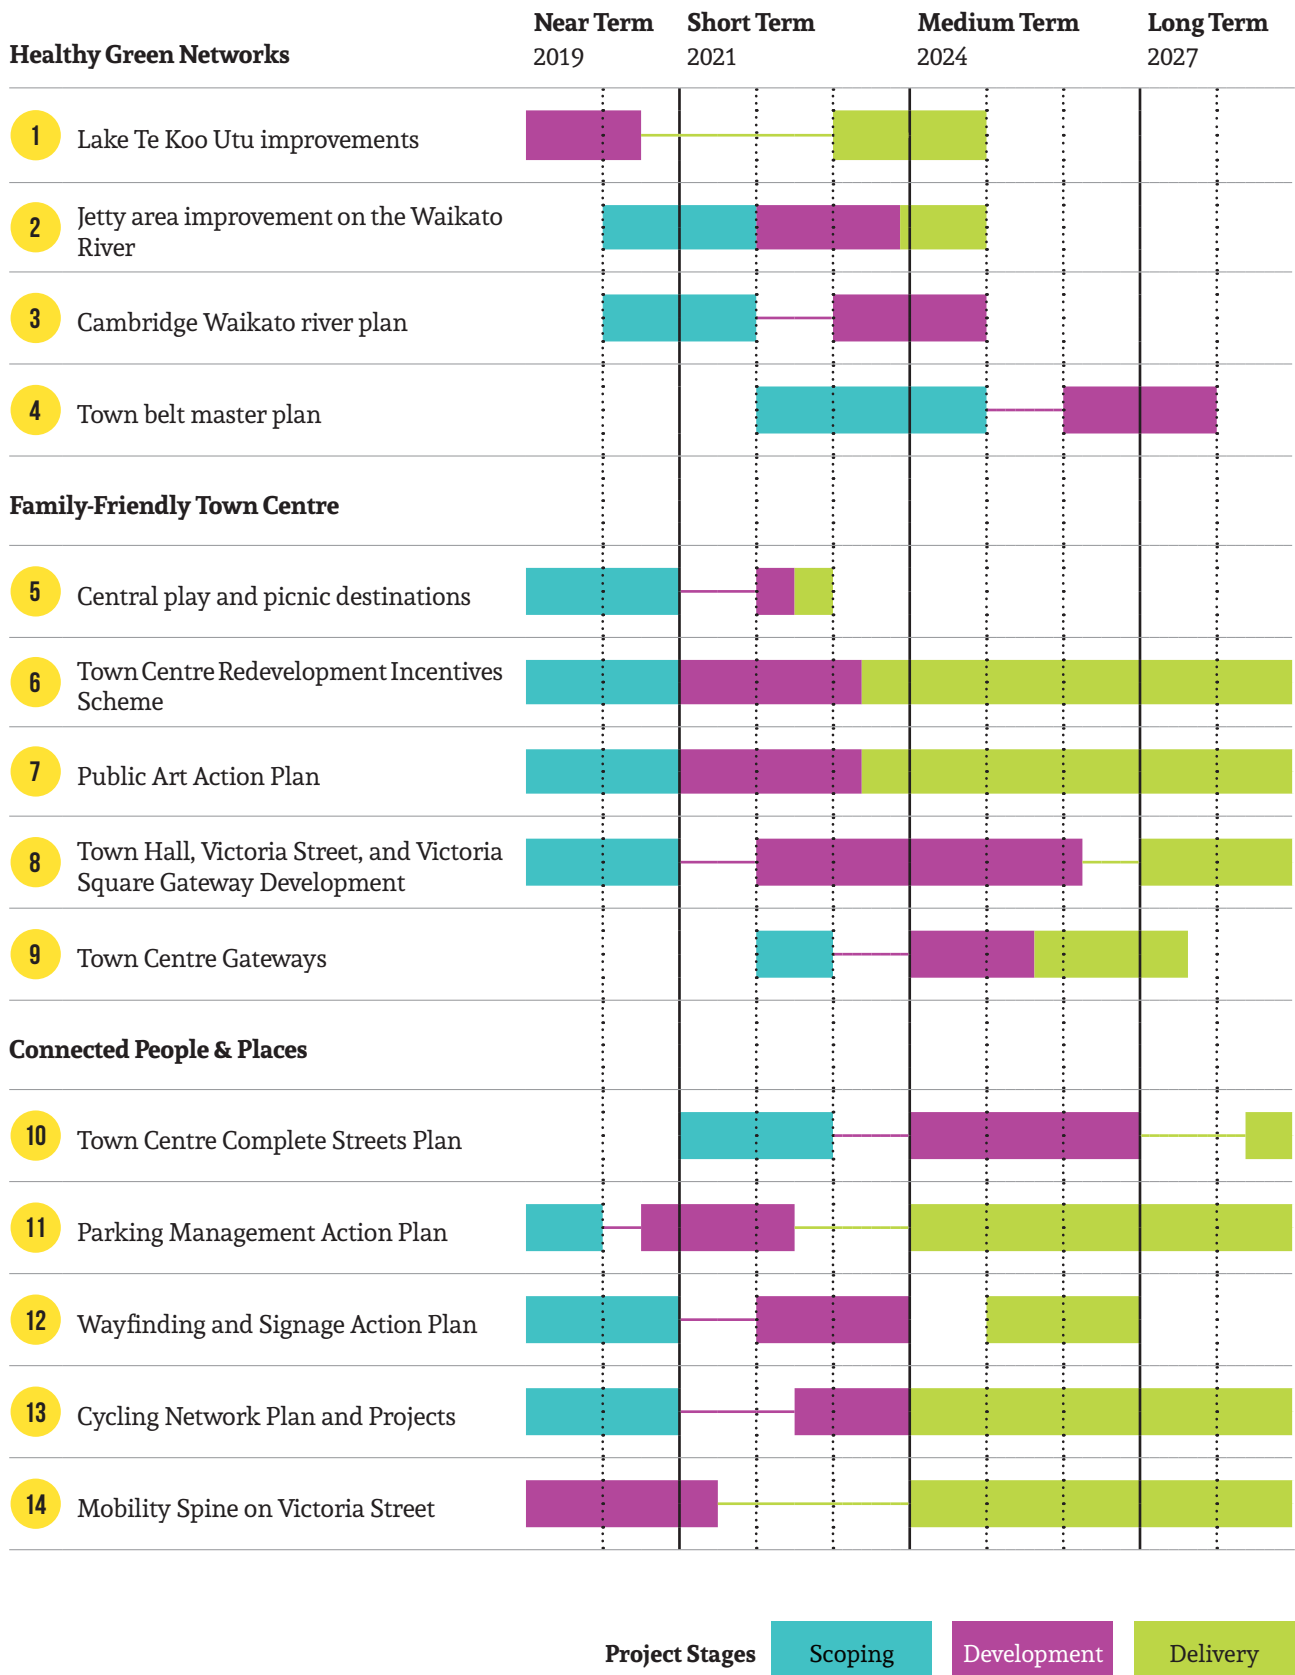 Near Term Short Term Medium Term Long Term
Healthy Green Networks 2019 2021 2024 2027
1 Lake Te Koo Utu improvements
2 Jetty area improvement on the Waikato
River
3 Cambridge Waikato river plan
4 Town belt master plan
Family-Friendly Town Centre
5 Central play and picnic destinations
6 Town Centre Redevelopment Incentives
Scheme
7 Public Art Action Plan
8 Town Hall, Victoria Street, and Victoria
Square Gateway Development
9 Town Centre Gateways
Connected People & Places
10 Town Centre Complete Streets Plan
11 Parking Management Action Plan
12 Wayfinding and Signage Action Plan
13 Cycling Network Plan and Projects
14 Mobility Spine on Victoria Street
Project Stages Scoping Development Delivery